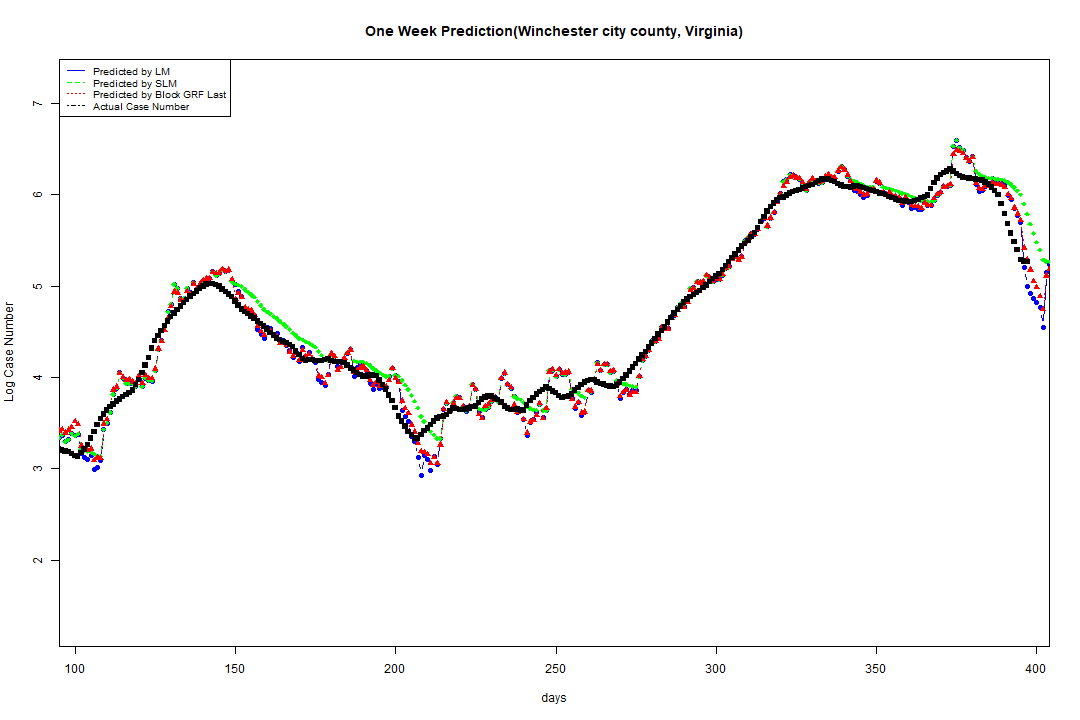 One Week Prediction(Winchester city county, Virginia)
Predicted by LM
Predicted by SLM
Predicted by Block GRF Last
Actual Case Number
7
6
5
4
3
2
Log Case Number
100 150 200 250 300 350 400
days